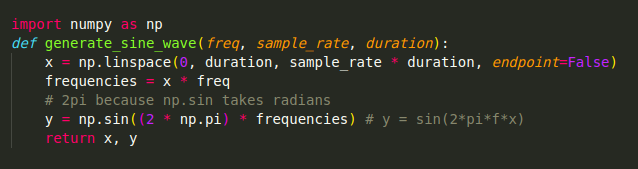 import numpy as np
def generate_sine_wave(freq, sample_rate, duration):
    x = np.linspace(0, duration, sample_rate * duration, endpoint=False)
    frequencies = x * freq
    # 2pi because np.sin takes radians
    y = np.sin((2 * np.pi) * frequencies) # y = sin(2*pi*f*x)
    return x, y